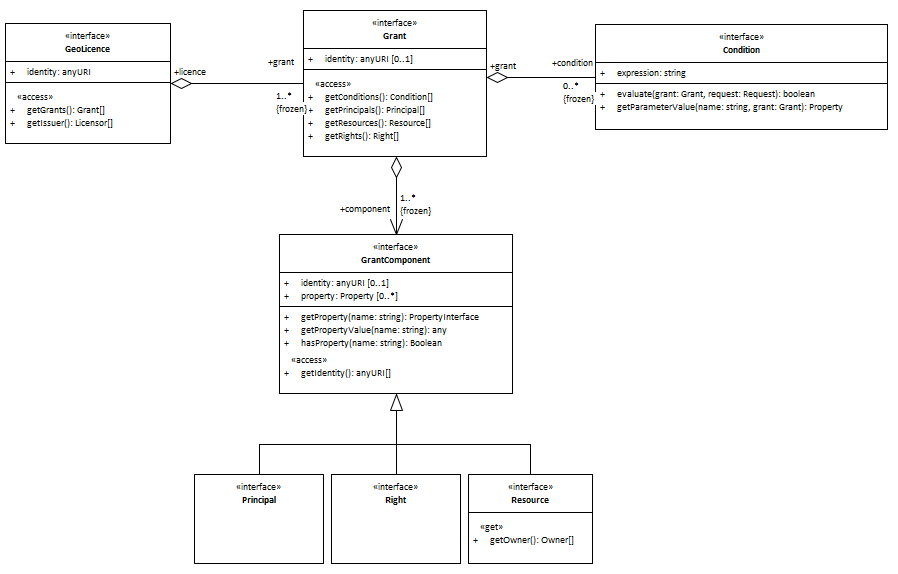 «interface»
GeoLicence
+ identity: anyURI
«access»
+ getGrants(): Grant[]
+ getIssuer(): Licensor[]
+licence
+grant
1..*
{frozen}
«interface»
Grant
+ identity: anyURI [0..1]
«access»
+ getConditions(): Condition[]
+ getPrincipals(): Principal[]
+ getResources(): Resource[]
+ getRights(): Right[]
+grant
+condition
0..*
{frozen}
«interface»
Condition
+ expression: string
+ evaluate(grant: Grant, request: Request): boolean
+ getParameterValue(name: string, grant: Grant): Property
+component
1..*
{frozen}
«interface»
GrantComponent
+ identity: anyURI [0..1]
+ property: Property [0..*]
+ getProperty(name: string): PropertyInterface
+ getPropertyValue(name: string): any
+ hasProperty(name: string): Boolean
«access»
+ getIdentity(): anyURI[]
«interface»
Principal
«interface»
Right
«interface»
Resource
«get»
+ getOwner(): Owner[]